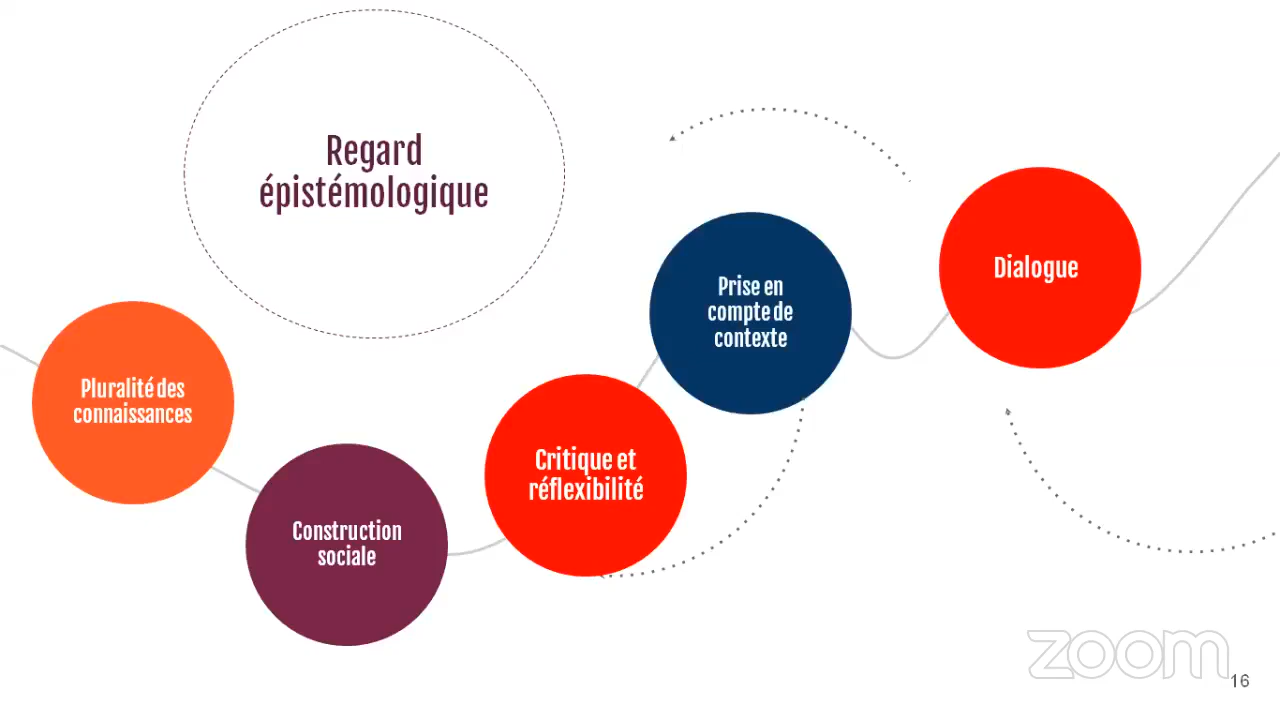 Regard
épistémologique
Pluralité des
connaissances
Construction
sociale
Critique et
réflexibilité
Prise en
compte de
contexte
Dialogue
zoom
16